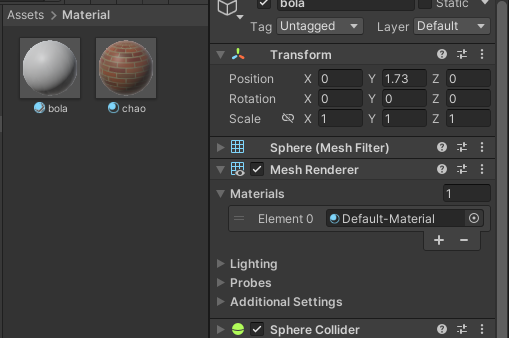 Assets > Material
bola
chao
bola
Static
Tag Untagged Layer Default
Transform
Position X 0 Y 1.73 Z 0
Rotation X 0 Y 0 Z 0
Scale X 1 Y 1 Z 1
Sphere (Mesh Filter)
Mesh Renderer
Materials 1
Element 0 Default-Material
Lighting
Probes
Additional Settings
Sphere Collider